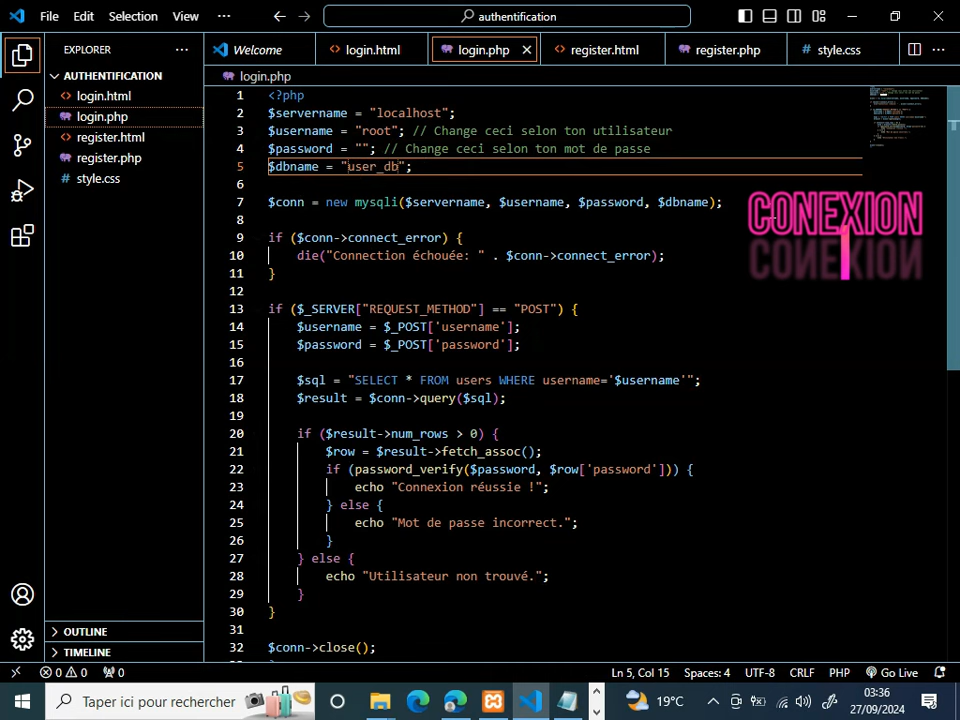 File Edit Selection View ··· authentification
EXPLORER ···
Welcome login.html login.php register.html register.php style.css ···
AUTHENTIFICATION
login.html
login.php
register.html
register.php
style.css
OUTLINE
TIMELINE
login.php
1 <?php
2 $servername = "localhost";
3 $username = "root"; // Change ceci selon ton utilisateur
4 $password = ""; // Change ceci selon ton mot de passe
5 $dbname = "user_db";
6
7 $conn = new mysqli($servername, $username, $password, $dbname);
8
9 if ($conn->connect_error) {
10 die("Connection échouée: " . $conn->connect_error);
11 }
12
13 if ($_SERVER["REQUEST_METHOD"] == "POST") {
14 $username = $_POST['username'];
15 $password = $_POST['password'];
16
17 $sql = "SELECT * FROM users WHERE username='$username'";
18 $result = $conn->query($sql);
19
20 if ($result->num_rows > 0) {
21 $row = $result->fetch_assoc();
22 if (password_verify($password, $row['password'])) {
23 echo "Connexion réussie !";
24 } else {
25 echo "Mot de passe incorrect.";
26 }
27 } else {
28 echo "Utilisateur non trouvé.";
29 }
30 }
31
32 $conn->close();
CONEXION
CONEXION
0 0 0 Ln 5, Col 15 Spaces: 4 UTF-8 CRLF PHP Go Live
Taper ici pour rechercher 19°C 03:36
27/09/2024